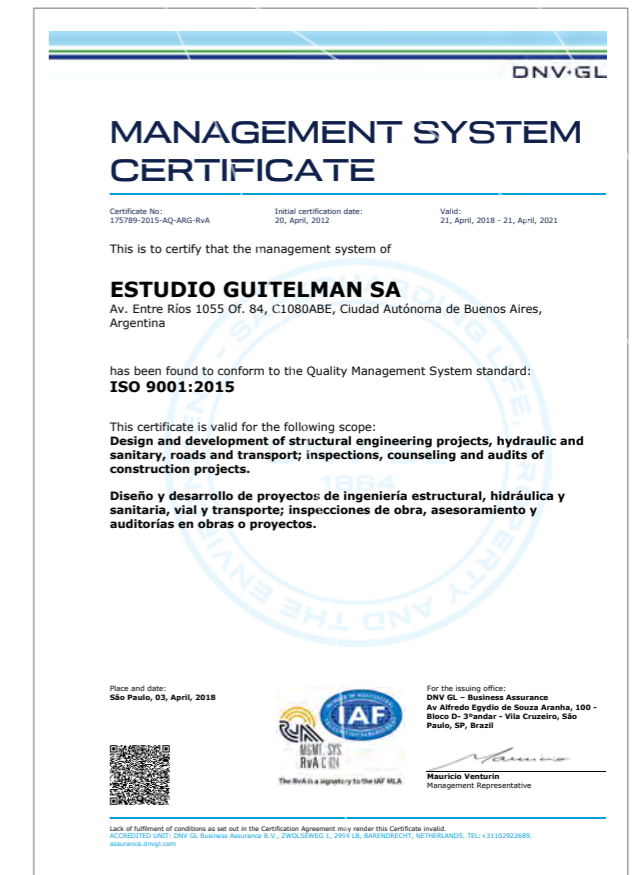 DNV·GL
MANAGEMENT SYSTEM
CERTIFICATE
Certificate No:
175789-2015-AQ-ARG-RvA
Initial certification date:
20, April, 2012
Valid:
21, April, 2018 - 21, April, 2021
This is to certify that the management system of
ESTUDIO GUITELMAN SA
Av. Entre Ríos 1055 Of. 84, C1080ABE, Ciudad Autónoma de Buenos Aires,
Argentina
has been found to conform to the Quality Management System standard:
ISO 9001:2015
This certificate is valid for the following scope:
Design and development of structural engineering projects, hydraulic and
sanitary, roads and transport; inspections, counseling and audits of
construction projects.
1864
Diseño y desarrollo de proyectos de ingeniería estructural, hidráulica y
sanitaria, vial y transporte; inspecciones de obra, asesoramiento y
auditorías en obras o proyectos.
Place and date:
São Paulo, 03, April, 2018
IAF
MGMT. SYS.
RvA C 024
The RvA is a signatory to the IAF MLA
For the issuing office:
DNV GL – Business Assurance
Av Alfredo Egydio de Souza Aranha, 100 -
Bloco D- 3ºandar - Vila Cruzeiro, São
Paulo, SP, Brazil
Mauricio Venturin
Management Representative
Lack of fulfilment of conditions as set out in the Certification Agreement may render this Certificate invalid.
ACCREDITED UNIT: DNV GL Business Assurance B.V., ZWOLSEWEG 1, 2994 LB, BARENDRECHT, NETHERLANDS. TEL:+31102922689.
assurance.dnvgl.com